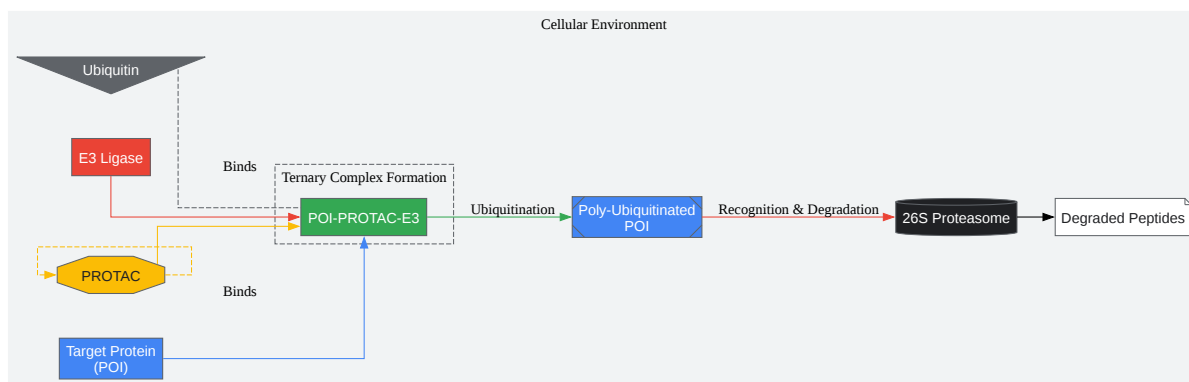 Cellular Environment
Ubiquitin
E3 Ligase
Binds
Ternary Complex Formation
POI-PROTAC-E3
Ubiquitination
Poly-Ubiquitinated
POI
Recognition & Degradation
26S Proteasome
Degraded Peptides
PROTAC
Binds
Target Protein
(POI)